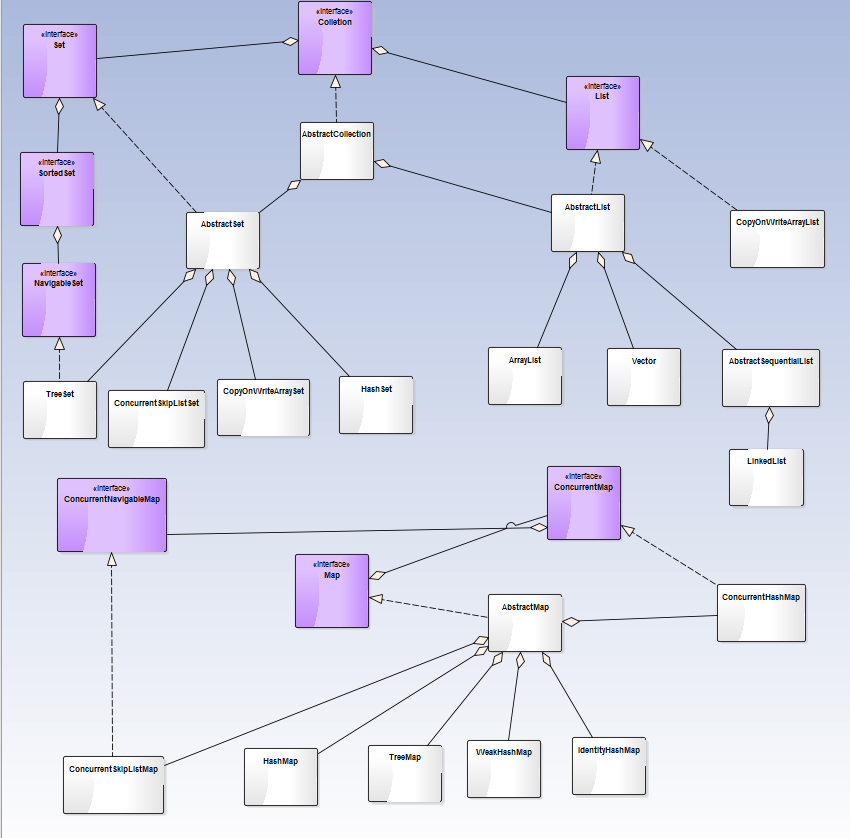 «interface»
Colletion
«interface»
Set
«interface»
List
AbstractCollection
«interface»
SortedSet
AbstractSet
AbstractList
CopyOnWriteArrayList
«interface»
NavigableSet
TreeSet
ConcurrentSkipListSet
CopyOnWriteArraySet
HashSet
ArrayList
Vector
AbstractSequentialList
LinkedList
«interface»
ConcurrentNavigableMap
«interface»
ConcurrentMap
«interface»
Map
AbstractMap
ConcurrentHashMap
ConcurrentSkipListMap
HashMap
TreeMap
WeakHashMap
IdentityHashMap